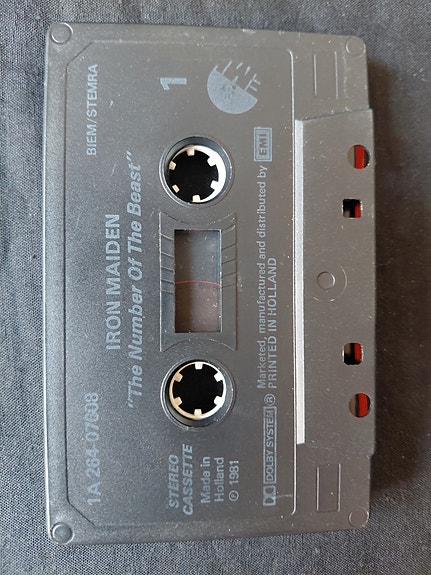 1A 264-07608
BIEM/STEMRA
IRON MAIDEN
"The Number Of The Beast"
1
STEREO
CASSETTE
Made in
Holland
℗ 1981
DOLBY SYSTEM ®
Marketed, manufactured and distributed by EMI
PRINTED IN HOLLAND